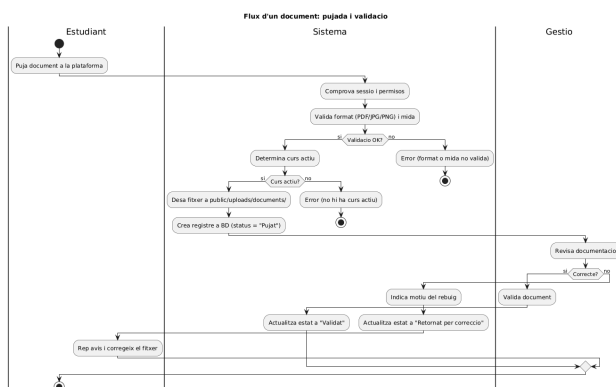 Flux d'un document: pujada i validacio
Estudiant
Sistema
Gestio
Puja document a la plataforma
Comprova sessio i permisos
Valida format (PDF/JPG/PNG) i mida
si
Validacio OK?
no
Determina curs actiu
Error (format o mida no valida)
si
Curs actiu?
no
Desa fitxer a public/uploads/documents/
Error (no hi ha curs actiu)
Crea registre a BD (status = "Pujat")
Revisa documentacio
si
Correcte?
no
Indica motiu del rebuig
Valida document
Actualitza estat a "Validat"
Actualitza estat a "Retornat per correccio"
Rep avis i corregeix el fitxer